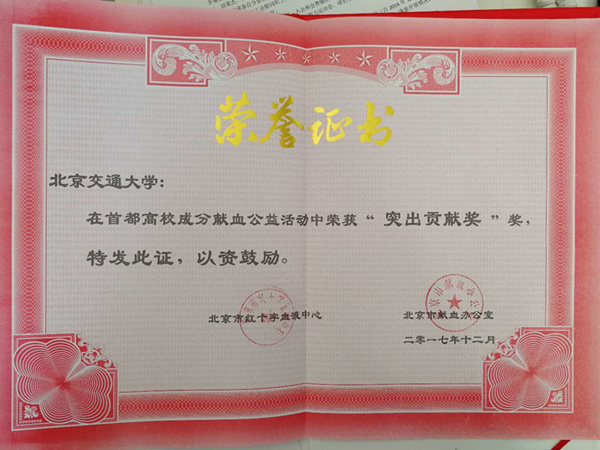 荣誉证书
北京交通大学：
在首都高校成分献血公益活动中荣获“突出贡献奖”奖，
特发此证，以资鼓励。
北京市红十字血液中心
北京市献血办公室
二零一七年十二月